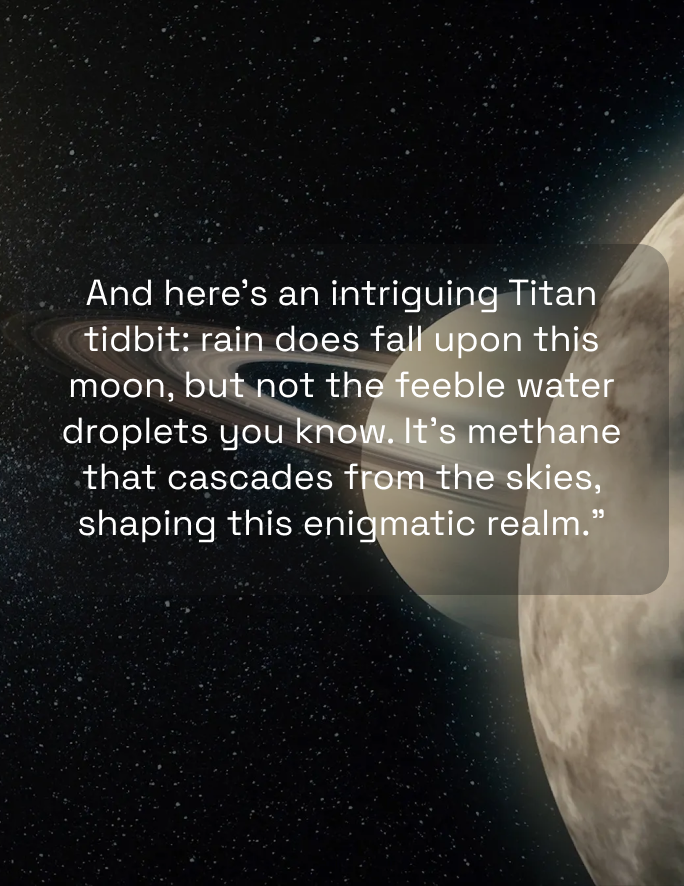 And here’s an intriguing Titan
tidbit: rain does fall upon this
moon, but not the feeble water
droplets you know. It’s methane
that cascades from the skies,
shaping this enigmatic realm.”